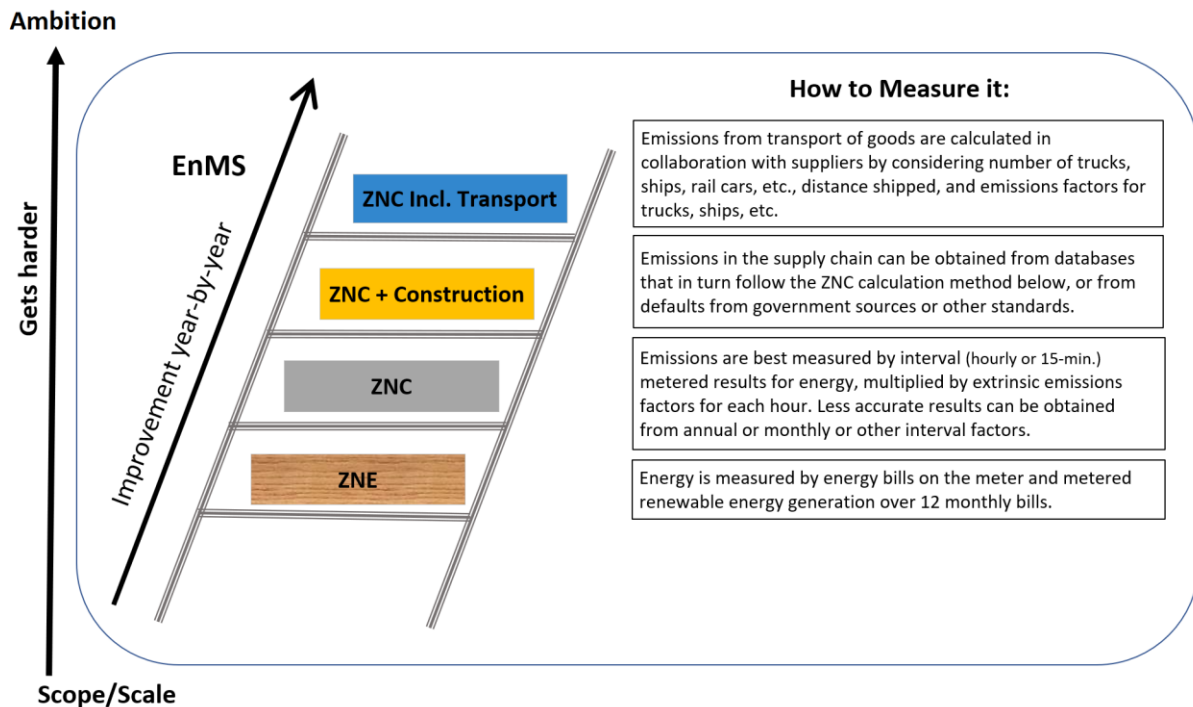 Ambition
Gets harder
Scope/Scale
EnMS
Improvement year-by-year
ZNC Incl. Transport
ZNC + Construction
ZNC
ZNE
How to Measure it:
Emissions from transport of goods are calculated in
collaboration with suppliers by considering number of trucks,
ships, rail cars, etc., distance shipped, and emissions factors for
trucks, ships, etc.
Emissions in the supply chain can be obtained from databases
that in turn follow the ZNC calculation method below, or from
defaults from government sources or other standards.
Emissions are best measured by interval (hourly or 15-min.)
metered results for energy, multiplied by extrinsic emissions
factors for each hour. Less accurate results can be obtained
from annual or monthly or other interval factors.
Energy is measured by energy bills on the meter and metered
renewable energy generation over 12 monthly bills.